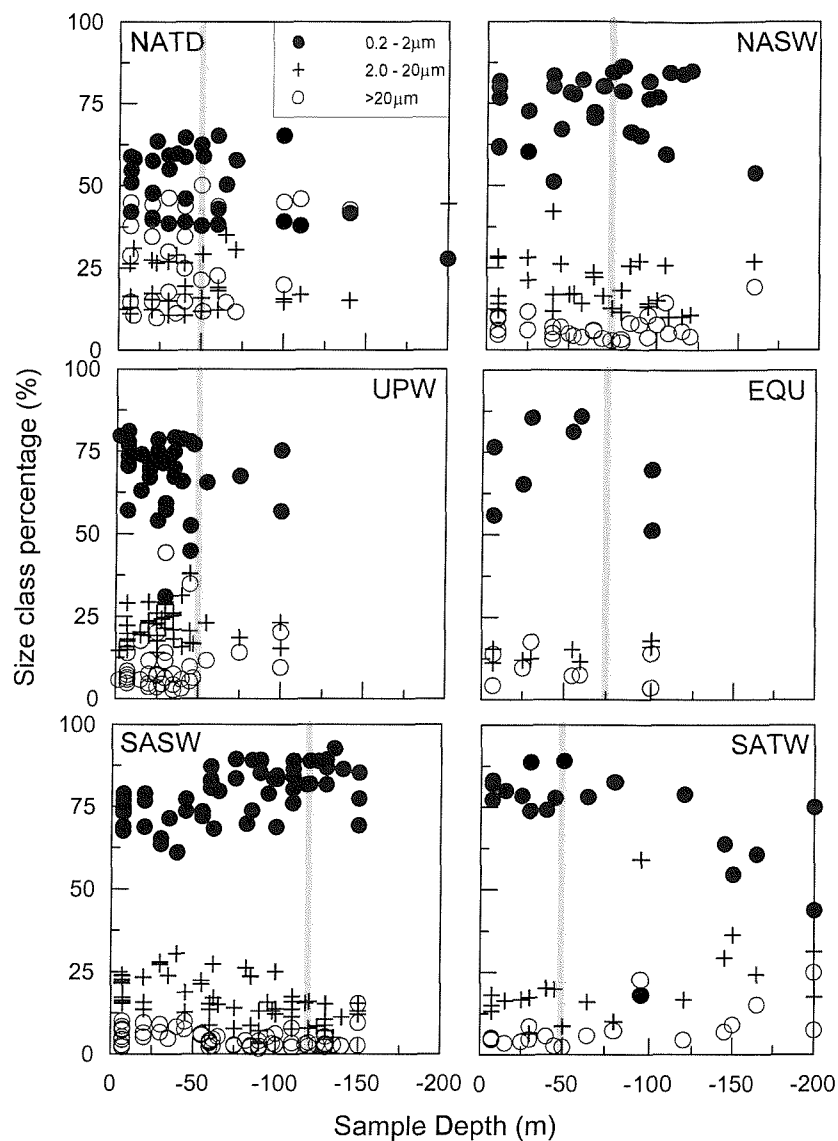 100
75
50
25
0
NATD
0.2 - 2μm
2.0 - 20μm
>20μm
NASW
100
75
50
25
0
UPW
EQU
100
75
50
25
0
SASW
SATW
0 -50 -100 -150 -200
0 -50 -100 -150 -200
Size class percentage (%)
Sample Depth (m)